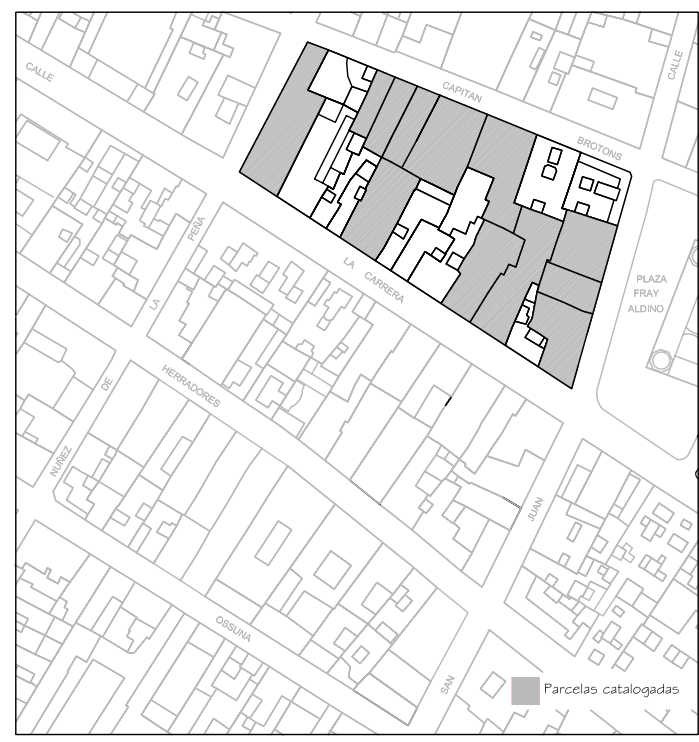 CALLE
CAPITAN
BROTONS
CALLE
PEÑA
LA
LA CARRERA
PLAZA
FRAY
ALDINO
HERRADORES
DE
NUÑEZ
JUAN
OSSUNA
SAN
Parcelas catalogadas